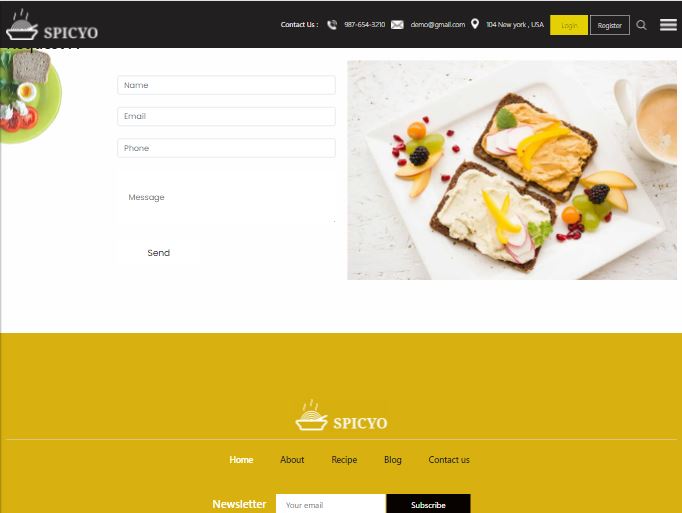 SPICYO
Contact Us : 987-654-3210 demo@gmail.com 104 New york , USA Login Register
Name
Email
Phone
Message
Send
SPICYO
Home About Recipe Blog Contact us
Newsletter Your email Subscribe